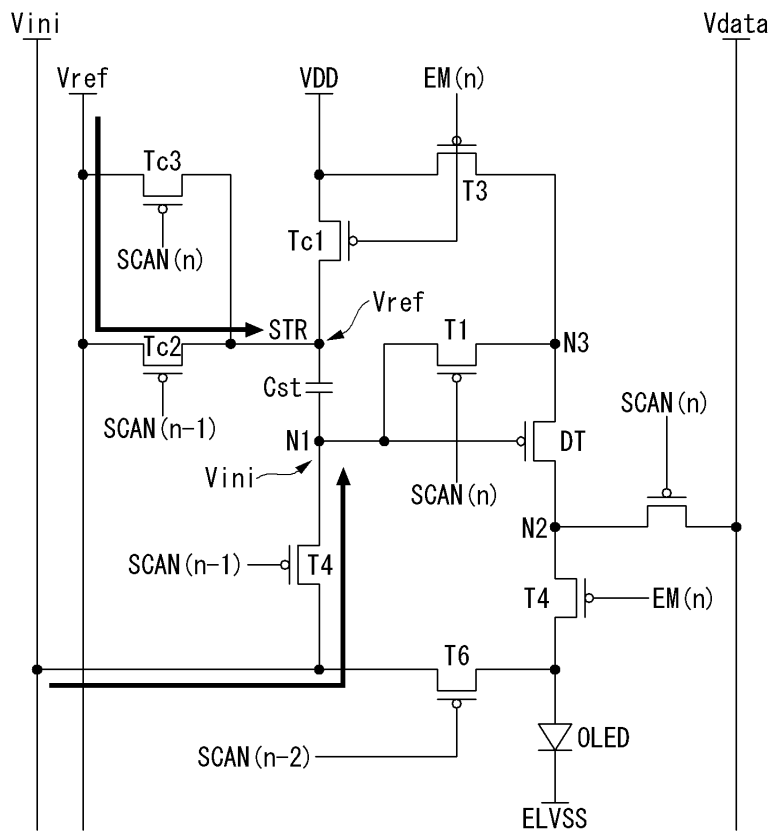 Vini
Vdata
Vref
VDD
EM(n)
Tc3
T3
SCAN(n)
Tc1
Vref
STR
T1
N3
Tc2
Cst
SCAN(n)
SCAN(n-1)
N1
DT
Vini
SCAN(n)
N2
SCAN(n-1)
T4
T4
EM(n)
T6
OLED
SCAN(n-2)
ELVSS